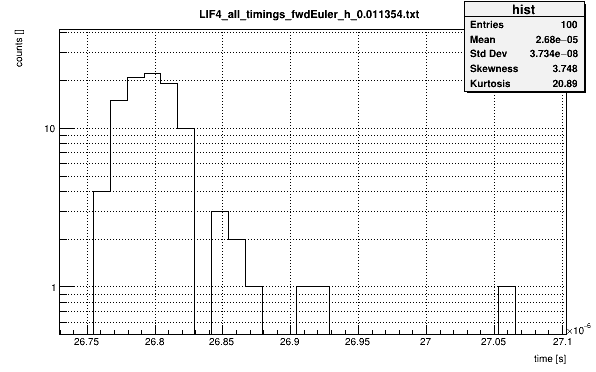 LIF4_all_timings_fwdEuler_h_0.011354.txt
hist
Entries 100
Mean 2.68e−05
Std Dev 3.734e−08
Skewness 3.748
Kurtosis 20.89
counts []
10
1
26.75 26.8 26.85 26.9 26.95 27 27.05 27.1
×10−6
time [s]